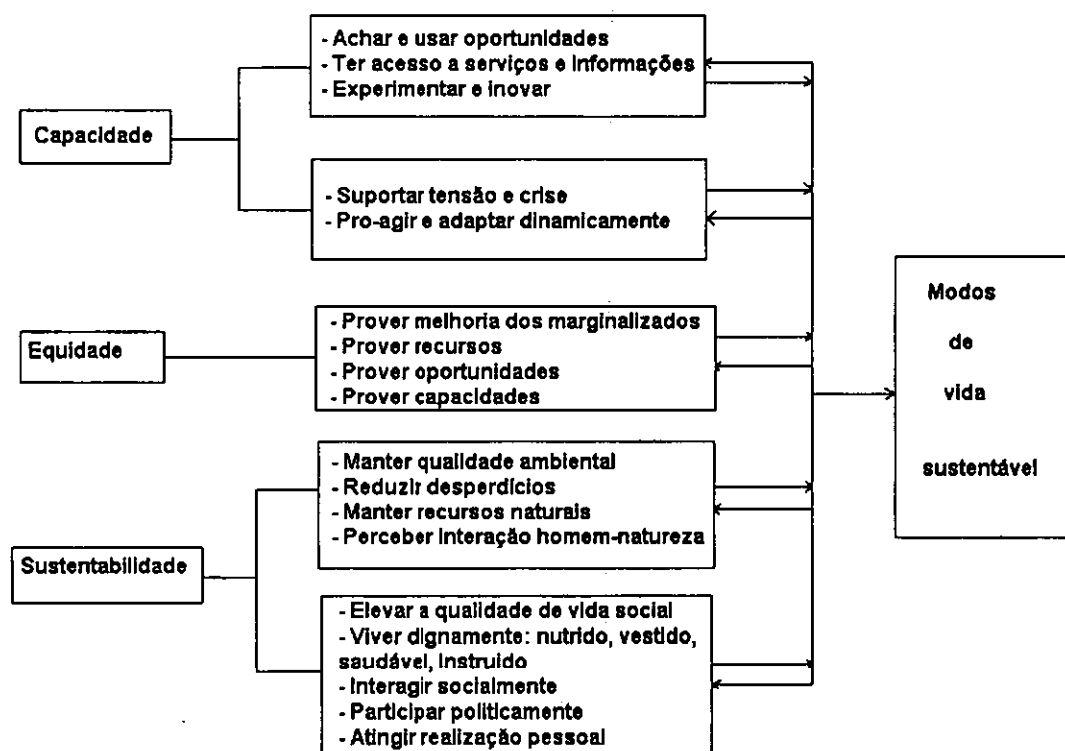 - Achar e usar oportunidades
- Ter acesso a serviços e informações
- Experimentar e inovar
Capacidade
- Suportar tensão e crise
- Pro-agir e adaptar dinamicamente
Equidade
- Prover melhoria dos marginalizados
- Prover recursos
- Prover oportunidades
- Prover capacidades
- Manter qualidade ambiental
- Reduzir desperdícios
- Manter recursos naturais
- Perceber interação homem-natureza
Sustentabilidade
- Elevar a qualidade de vida social
- Viver dignamente: nutrido, vestido,
saudável, instruido
- Interagir socialmente
- Participar politicamente
- Atingir realização pessoal
Modos
de
vida
sustentável